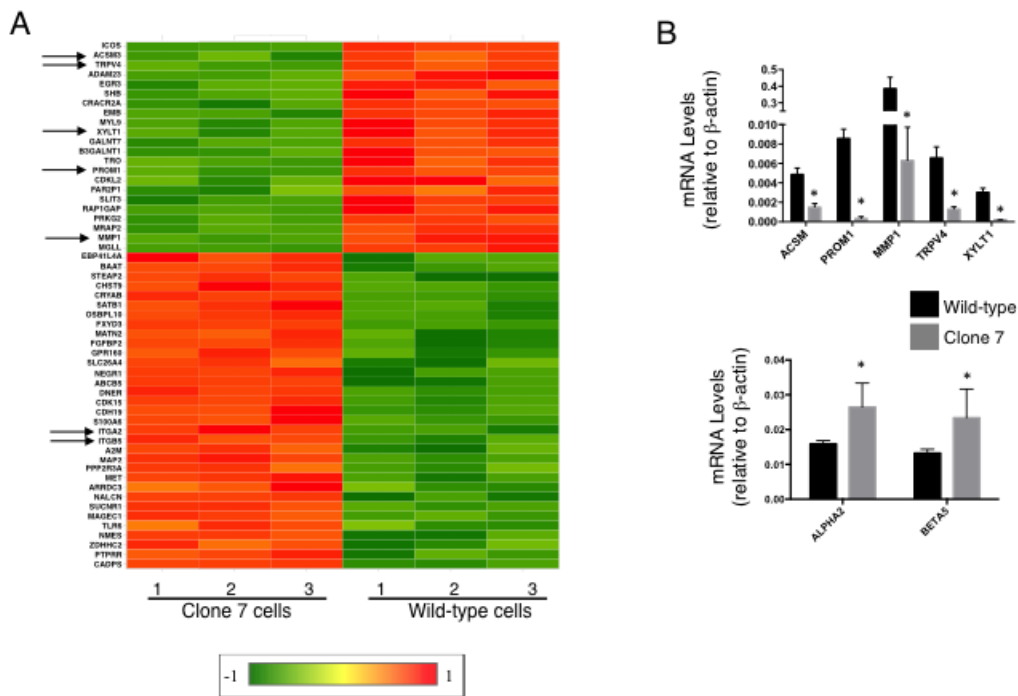 A
ICOS
ACSM3
TRPV4
ADAM23
EGR3
SHB
CRACR2A
EMB
MYL9
XYLT1
GALNT7
B3GALNT1
TRO
PROM1
CDKL2
FAR2P1
SLIT3
RAP1GAP
PRKG2
MRAP2
MMP1
MGLL
EBP41L4A
BAAT
STEAP2
CHST9
CRYAB
SATB1
OSBPL10
FXYD3
MATN2
FGFBP2
GPR160
SLC26A4
NEGR1
ABCB5
DNER
CDK15
CDH19
S100A6
ITGA2
ITGB5
A2M
MAP2
PPP2R3A
MET
ARRDC3
NALCN
SUCNR1
MAGEC1
TLR6
NMES
ZDHHC2
PTPRR
CADPS
1 2 3 1 2 3
Clone 7 cells Wild-type cells
-1 1
B
mRNA Levels
(relative to β-actin)
0.5
0.4
0.3
0.010
0.008
0.006
0.004
0.002
0.000
* * * * *
ACSM PROM1 MMP1 TRPV4 XYLT1
Wild-type
Clone 7
mRNA Levels
(relative to β-actin)
0.04
0.03
0.02
0.01
0.00
* *
ALPHA2 BETA5